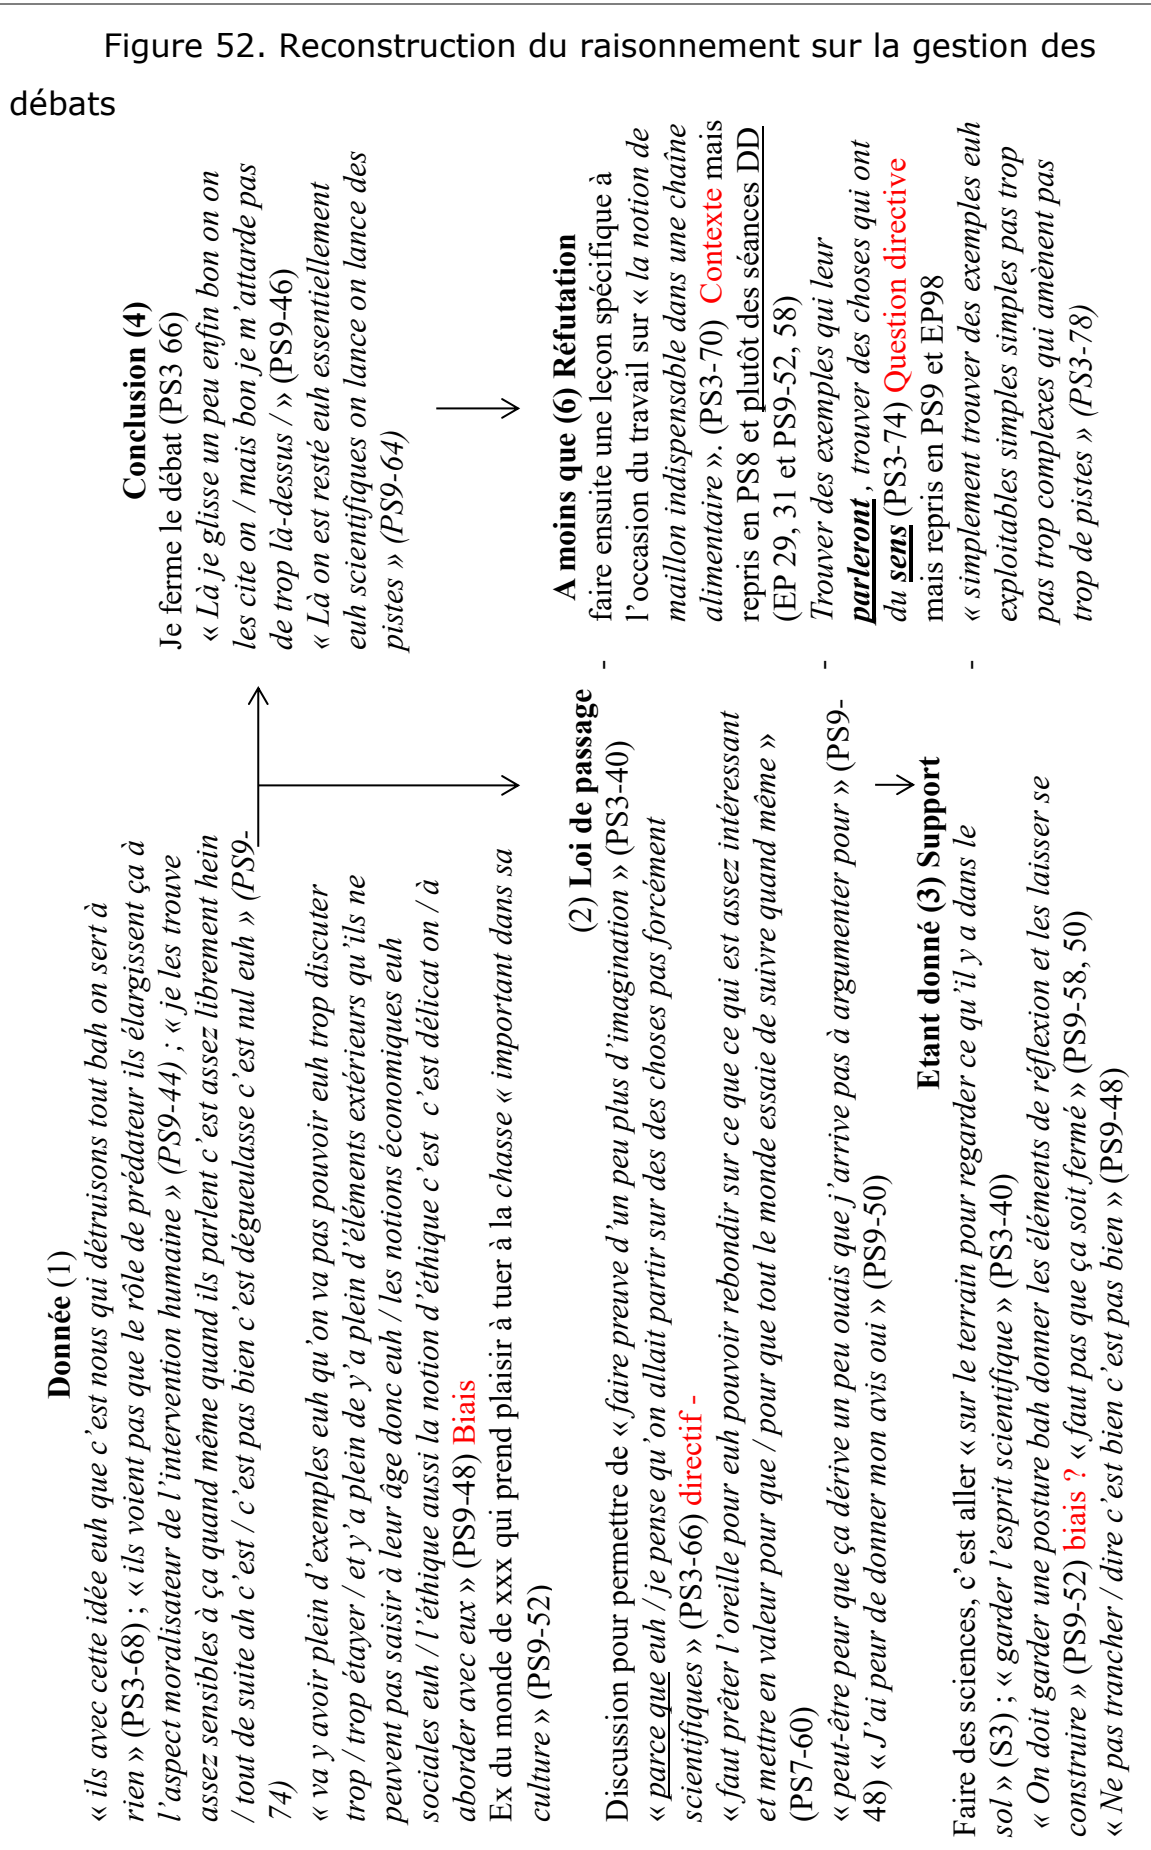 Figure 52. Reconstruction du raisonnement sur la gestion des
débats
Donnée (1)
« ils avec cette idée euh que c’est nous qui détruisons tout bah on sert à
rien » (PS3-68) ; « ils voient pas que le rôle de prédateur ils élargissent ça à
l’aspect moralisateur de l’intervention humaine » (PS9-44) ; « je les trouve
assez sensibles à ça quand même quand ils parlent c’est assez librement hein
/ tout de suite ah c’est / c’est pas bien c’est dégueulasse c’est nul euh » (PS9-
74)
« va y avoir plein d’exemples euh qu’on va pas pouvoir euh trop discuter
trop / trop étayer / et y’a plein de y’a plein d’éléments extérieurs qu’ils ne
peuvent pas saisir à leur âge donc euh / les notions économiques euh
sociales euh / l’éthique aussi la notion d’éthique c’est c’est délicat on / à
aborder avec eux » (PS9-48) Biais
Ex du monde de xxx qui prend plaisir à tuer à la chasse « important dans sa
culture » (PS9-52)
Conclusion (4)
Je ferme le débat (PS3 66)
« Là je glisse un peu enfin bon on on
les cite on / mais bon je m’attarde pas
de trop là-dessus / » (PS9-46)
« Là on est resté euh essentiellement
euh scientifiques on lance on lance des
pistes » (PS9-64)
(2) Loi de passage
Discussion pour permettre de « faire preuve d’un peu plus d’imagination » (PS3-40)
« parce que euh / je pense qu’on allait partir sur des des choses pas forcément
scientifiques » (PS3-66) directif -
« faut prêter l’oreille pour euh pouvoir rebondir sur ce que ce qui est assez intéressant
et mettre en valeur pour que / pour que tout le monde essaie de suivre quand même »
(PS7-60)
« peut-être peur que ça dérive un peu ouais que j’arrive pas à argumenter pour » (PS9-
48) « J’ai peur de donner mon avis oui » (PS9-50)
A moins que (6) Réfutation
- faire ensuite une leçon spécifique à
l’occasion du travail sur « la notion de
maillon indispensable dans une chaîne
alimentaire ». (PS3-70) Contexte mais
repris en PS8 et plutôt des séances DD
(EP 29, 31 et PS9-52, 58)
- Trouver des exemples qui leur
parleront , trouver des choses qui ont
du sens (PS3-74) Question directive
mais repris en PS9 et EP98
- « simplement trouver des exemples euh
exploitables simples simples pas trop
pas trop complexes qui amènent pas
trop de pistes » (PS3-78)
Etant donné (3) Support
Faire des sciences, c’est aller « sur le terrain pour regarder ce qu’il y a dans le
sol » (S3) ; « garder l’esprit scientifique » (PS3-40)
« On doit garder une posture bah donner les éléments de réflexion et les laisser se
construire » (PS9-52) biais ? « faut pas que ça soit fermé » (PS9-58, 50)
« Ne pas trancher / dire c’est bien c’est pas bien » (PS9-48)